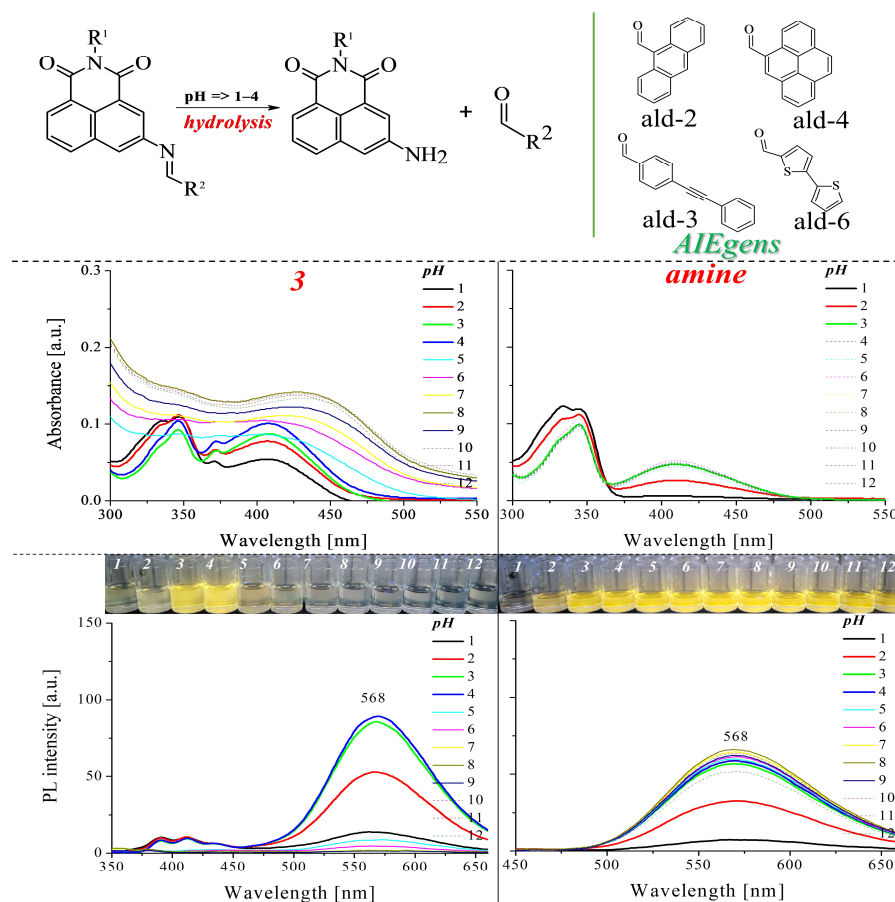 R¹
O N O
pH => 1–4
hydrolysis
N
R²
R¹
O N O
NH2
+
O
R²
O
ald-2
O
ald-4
O
ald-3
O
S
S
ald-6
AIEgens
3
amine
pH
1
2
3
4
5
6
7
8
9
10
11
12
Absorbance [a.u.]
0.3
0.2
0.1
0.0
300 350 400 450 500 550
Wavelength [nm]
pH
1
2
3
4
5
6
7
8
9
10
11
12
300 350 400 450 500 550
Wavelength [nm]
1 2 3 4 5 6 7 8 9 10 11 12
1 2 3 4 5 6 7 8 9 10 11 12
PL intensity [a.u.]
150
100
50
0
568
pH
1
2
3
4
5
6
7
8
9
10
11
12
350 400 450 500 550 600 650
Wavelength [nm]
568
pH
1
2
3
4
5
6
7
8
9
10
11
12
450 500 550 600 650
Wavelength [nm]